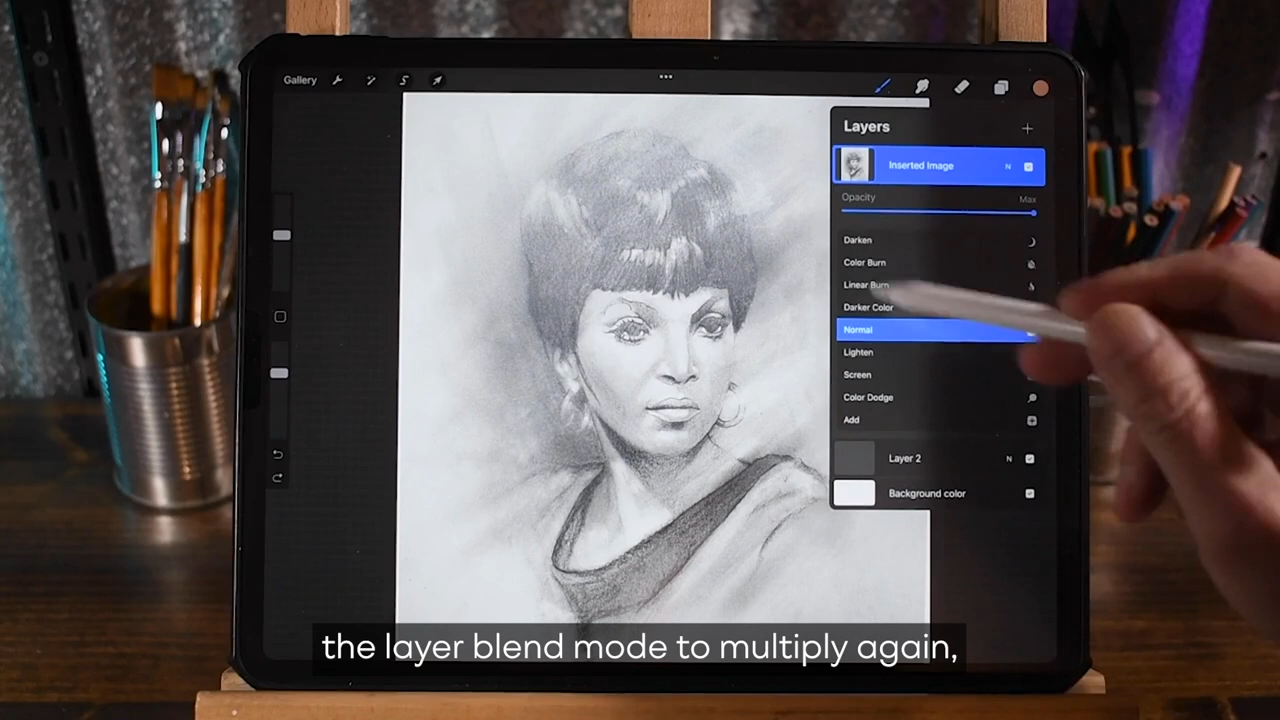 Gallery
Layers
Inserted Image N
Opacity Max
Darken
Color Burn
Linear Burn
Darker Color
Normal
Lighten
Screen
Color Dodge
Add
Layer 2 N
Background color
the layer blend mode to multiply again,